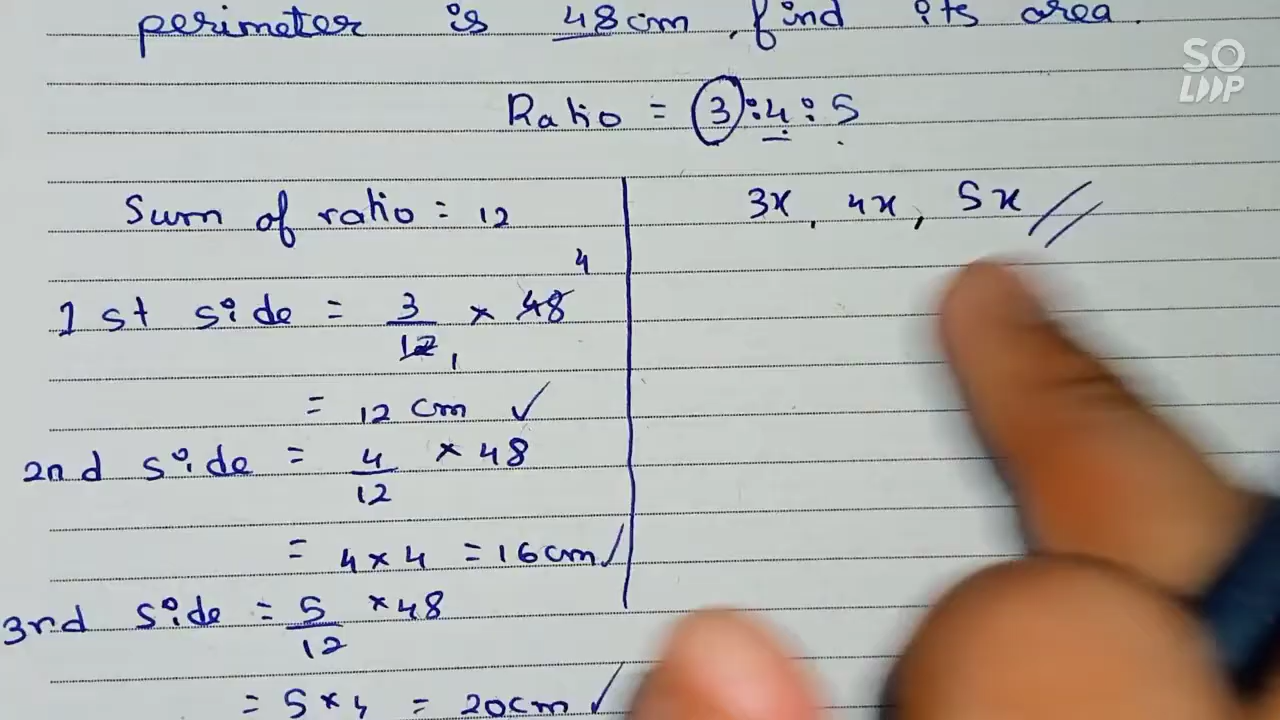 perimeter is 48cm, find its area.
SO LOOP
Ratio = 3:4:5
Sum of ratio = 12
1st side = 3/12 × 48
4
1
= 12 cm ✓
2nd side = 4/12 × 48
= 4 × 4 = 16cm ✓
3rd side = 5/12 × 48
= 5 × 4 = 20cm ✓
3x, 4x, 5x //